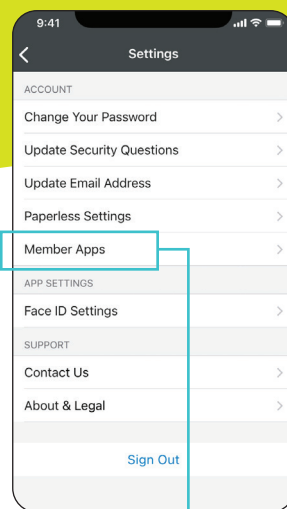 9:41
Settings
ACCOUNT
Change Your Password
Update Security Questions
Update Email Address
Paperless Settings
Member Apps
APP SETTINGS
Face ID Settings
SUPPORT
Contact Us
About & Legal
Sign Out